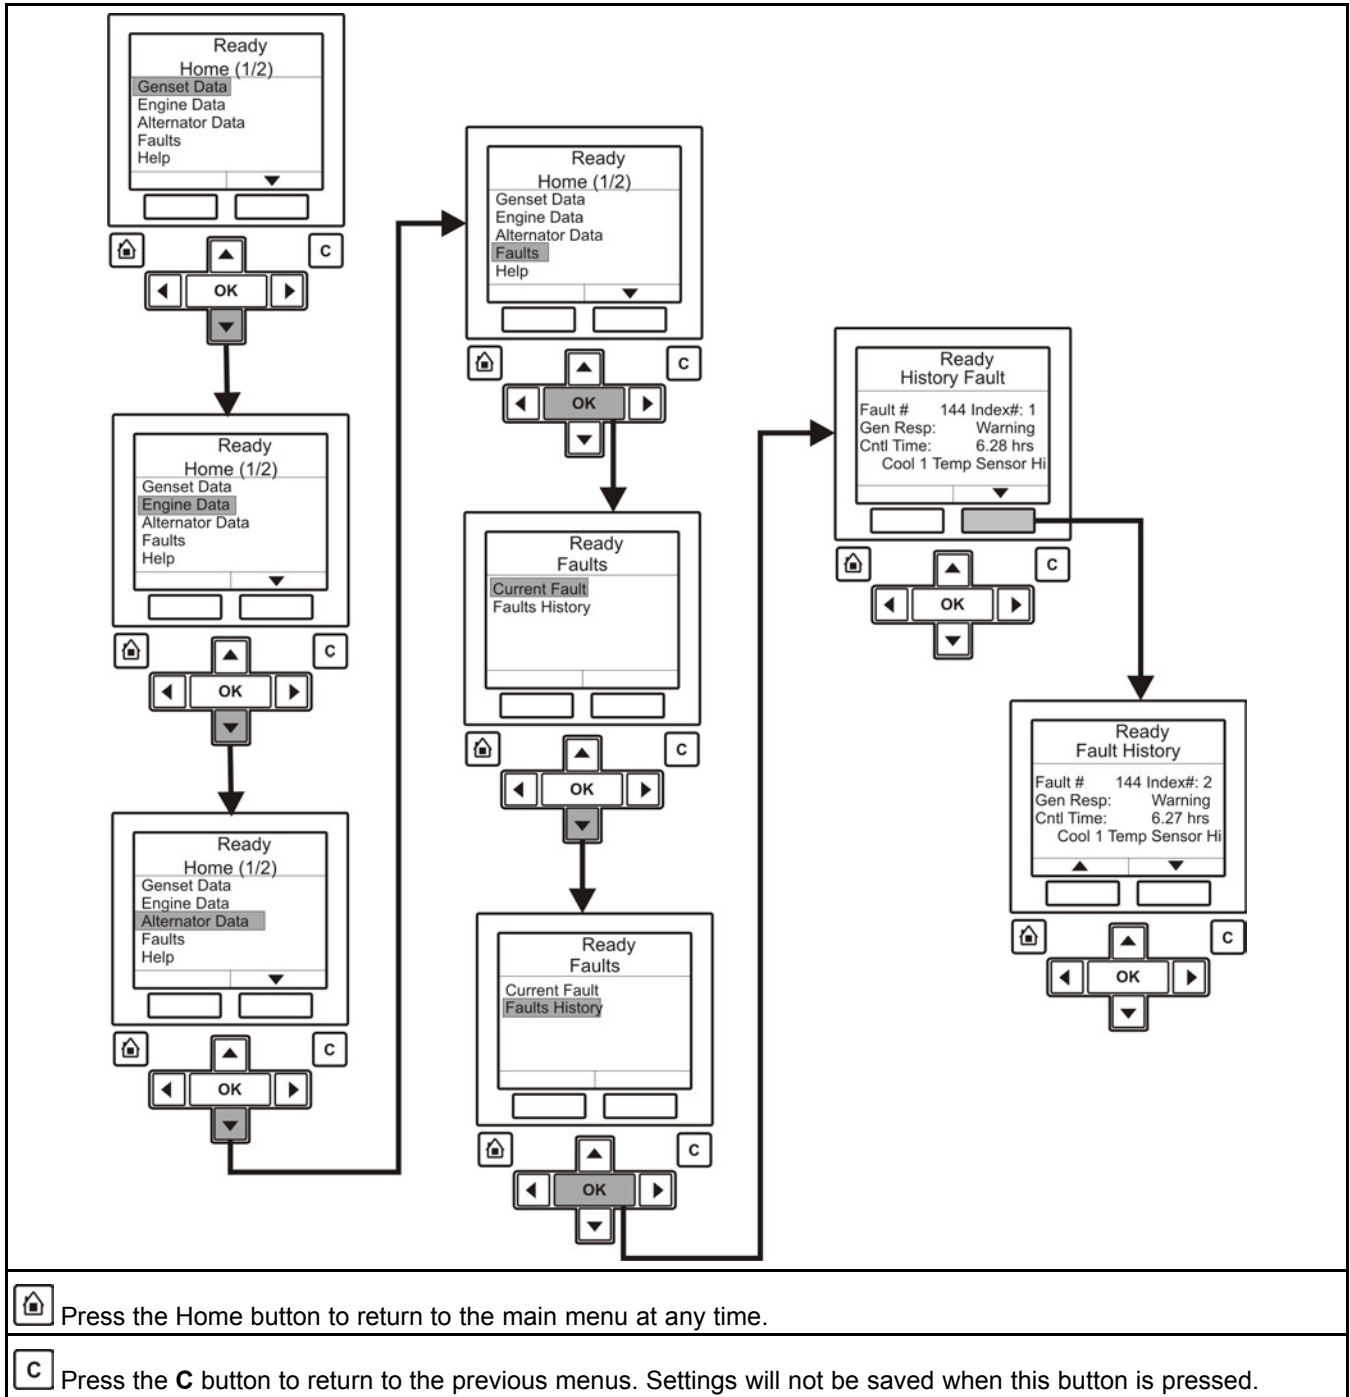 Ready
Home (1/2)
Genset Data
Engine Data
Alternator Data
Faults
Help
C
OK
Ready
Home (1/2)
Genset Data
Engine Data
Alternator Data
Faults
Help
C
OK
Ready
Home (1/2)
Genset Data
Engine Data
Alternator Data
Faults
Help
C
OK
Ready
Home (1/2)
Genset Data
Engine Data
Alternator Data
Faults
Help
C
OK
Ready
Faults
Current Fault
Faults History
C
OK
Ready
Faults
Current Fault
Faults History
C
OK
Ready
History Fault
Fault # 144 Index#: 1
Gen Resp: Warning
Cntl Time: 6.28 hrs
Cool 1 Temp Sensor Hi
C
OK
Ready
Fault History
Fault # 144 Index#: 2
Gen Resp: Warning
Cntl Time: 6.27 hrs
Cool 1 Temp Sensor Hi
C
OK
Press the Home button to return to the main menu at any time.
C Press the C button to return to the previous menus. Settings will not be saved when this button is pressed.